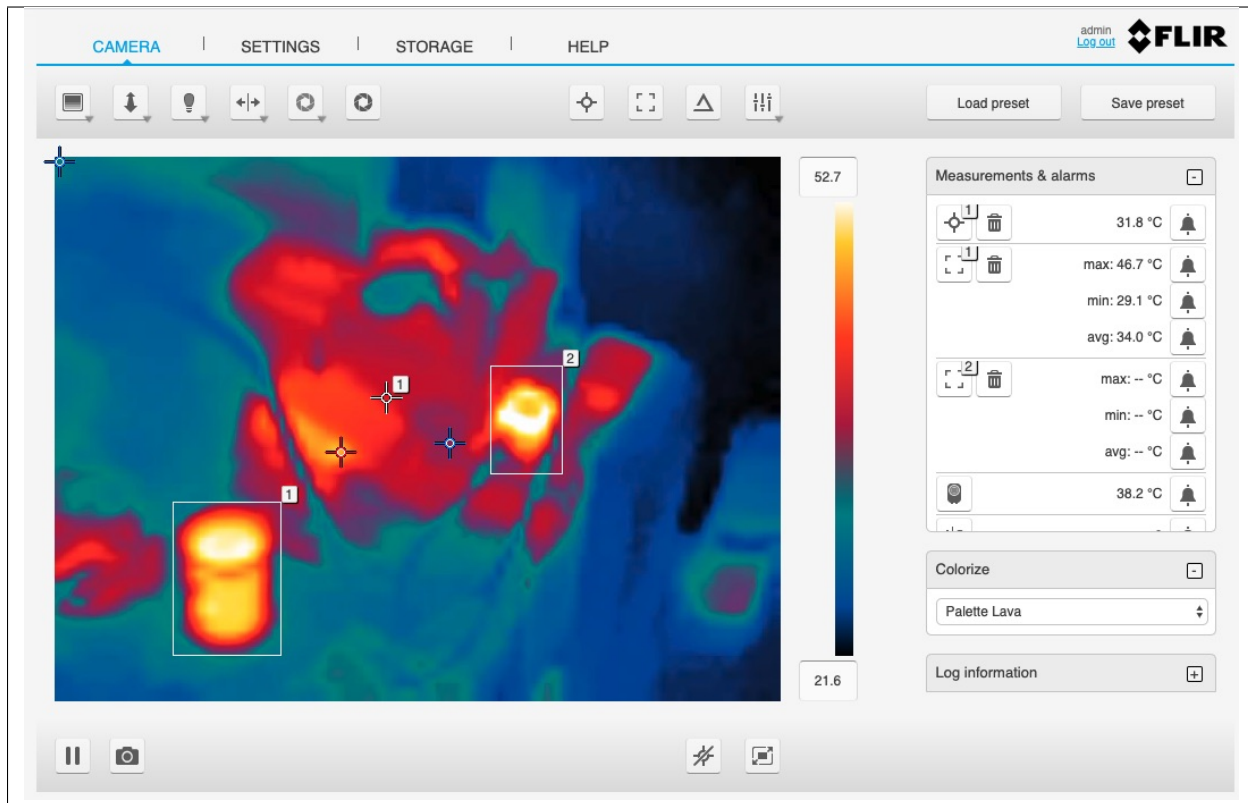 admin
Log out
FLIR
CAMERA | SETTINGS | STORAGE | HELP
Load preset
Save preset
52.7
21.6
1
2
1
Measurements & alarms
1
31.8 °C
1
max: 46.7 °C
min: 29.1 °C
avg: 34.0 °C
2
max: -- °C
min: -- °C
avg: -- °C
38.2 °C
Colorize
Palette Lava
Log information